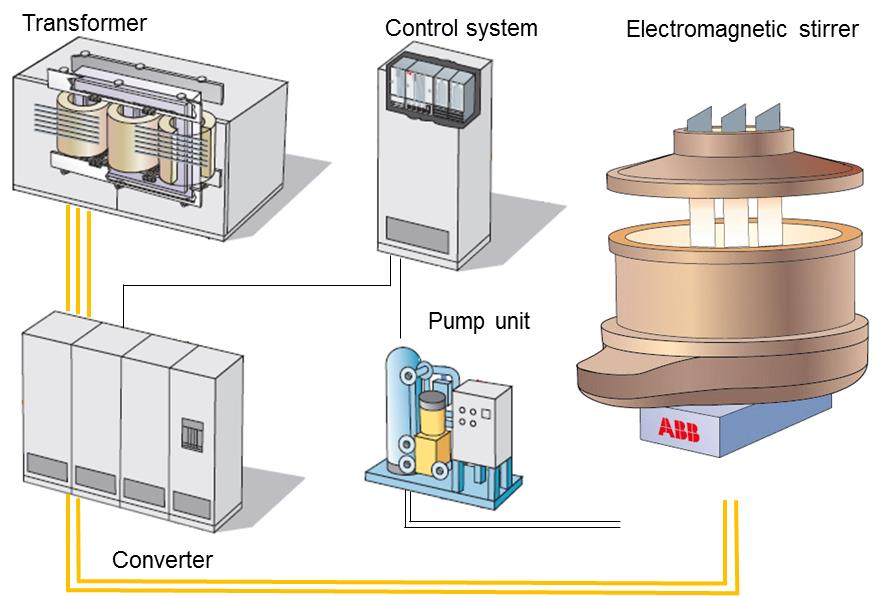 Transformer
Control system
Electromagnetic stirrer
Pump unit
ABB
Converter